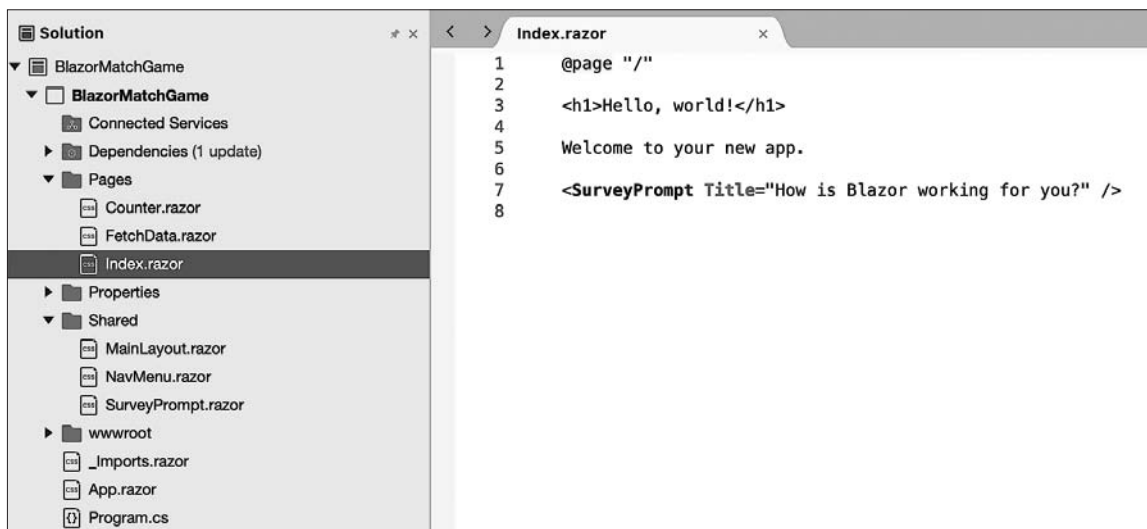 Solution
BlazorMatchGame
BlazorMatchGame
Connected Services
Dependencies (1 update)
Pages
Counter.razor
FetchData.razor
Index.razor
Properties
Shared
MainLayout.razor
NavMenu.razor
SurveyPrompt.razor
wwwroot
_Imports.razor
App.razor
Program.cs
Index.razor
1 @page "/"
2
3 <h1>Hello, world!</h1>
4
5 Welcome to your new app.
6
7 <SurveyPrompt Title="How is Blazor working for you?" />
8